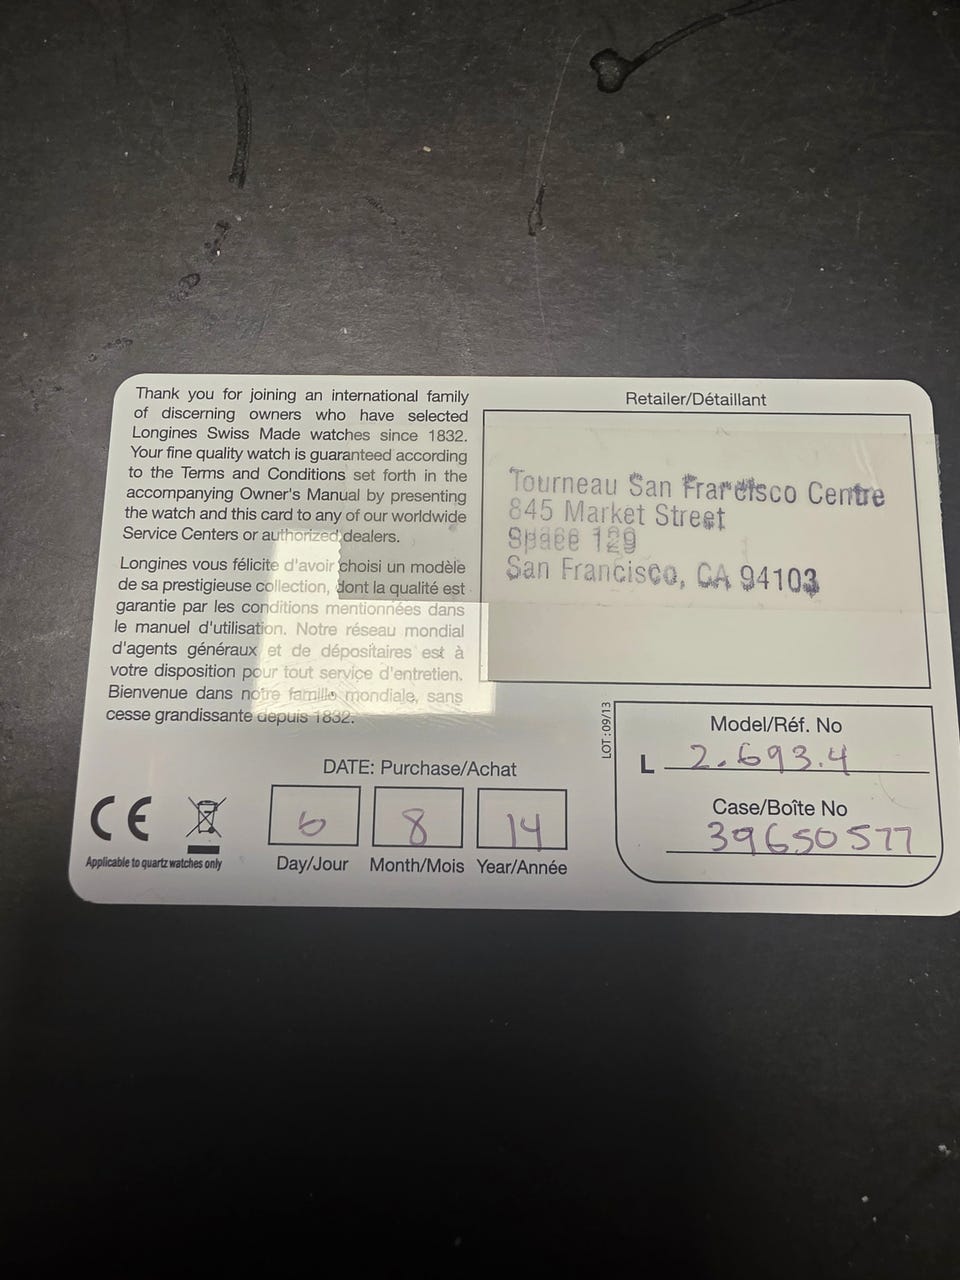 Thank you for joining an international family
of discerning owners who have selected
Longines Swiss Made watches since 1832.
Your fine quality watch is guaranteed according
to the Terms and Conditions set forth in the
accompanying Owner's Manual by presenting
the watch and this card to any of our worldwide
Service Centers or authorized dealers.
Longines vous félicite d'avoir choisi un modèle
de sa prestigieuse collection, dont la qualité est
garantie par les conditions mentionnées dans
le manuel d'utilisation. Notre réseau mondial
d'agents généraux et de dépositaires est à
votre disposition pour tout service d'entretien.
Bienvenue dans notre famille mondiale, sans
cesse grandissante depuis 1832.
Retailer/Détaillant
Tourneau San Francisco Centre
845 Market Street
Space 129
San Francisco, CA 94103
LOT: 09/13
Model/Réf. No
L 2.693.4
Case/Boîte No
39650577
DATE: Purchase/Achat
6 8 14
Day/Jour Month/Mois Year/Année
CE
Applicable to quartz watches only